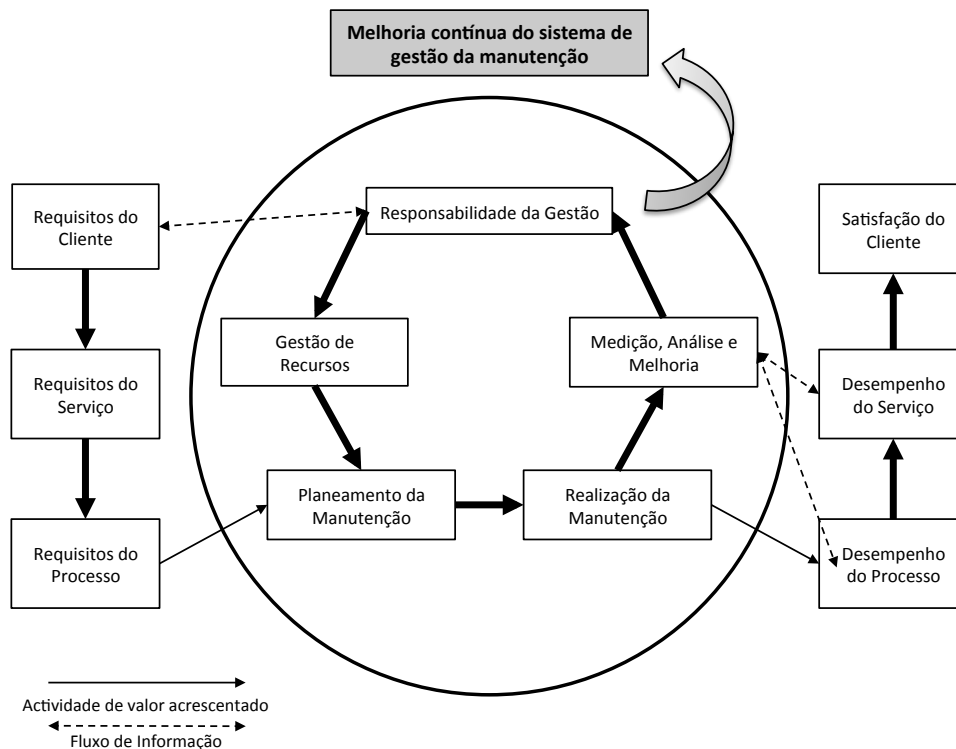 Melhoria contínua do sistema de
gestão da manutenção
Requisitos do
Cliente
Responsabilidade da Gestão
Satisfação do
Cliente
Gestão de
Recursos
Medição, Análise e
Melhoria
Requisitos do
Serviço
Desempenho
do Serviço
Planeamento da
Manutenção
Realização da
Manutenção
Requisitos do
Processo
Desempenho
do Processo
Actividade de valor acrescentado
Fluxo de Informação